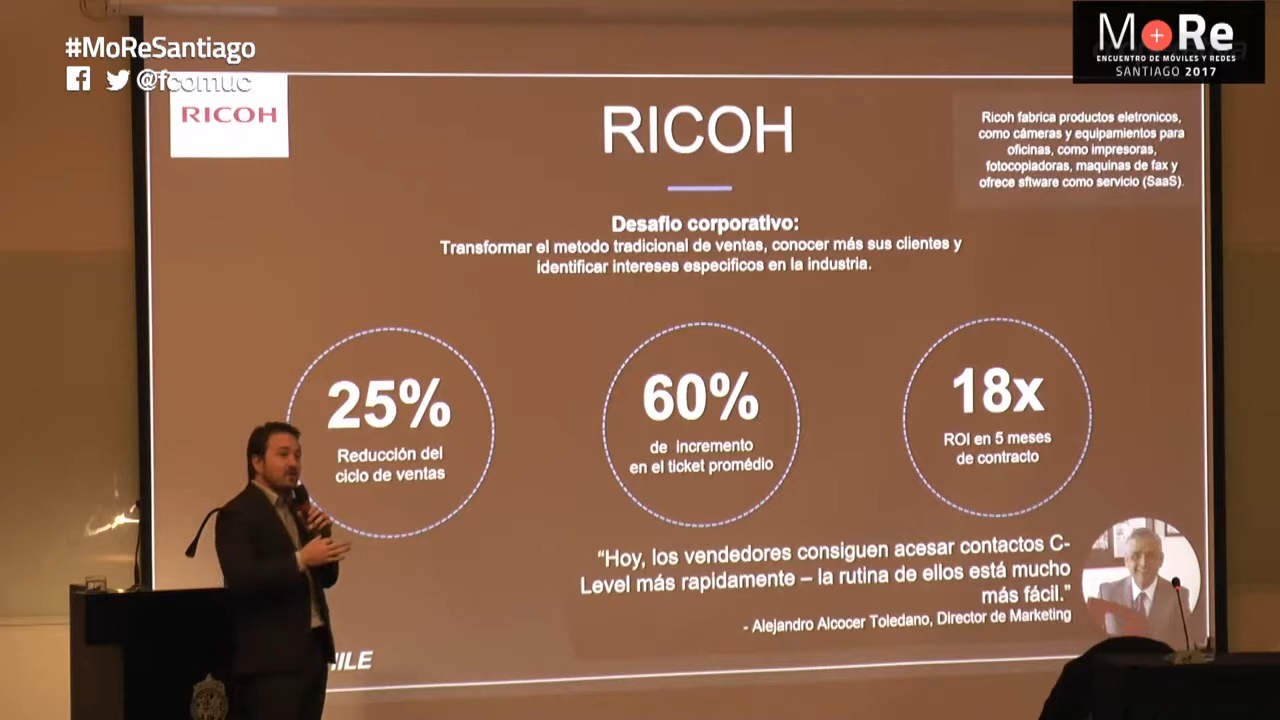 #MoReSantiago
@fcomuc
MoRe
ENCUENTRO DE MÓVILES Y REDES
SANTIAGO 2017
RICOH
RICOH
Ricoh fabrica productos eletronicos,
como cámeras y equipamientos para
oficinas, como impresoras,
fotocopiadoras, maquinas de fax y
ofrece sftware como servicio (SaaS).
Desafio corporativo:
Transformar el metodo tradicional de ventas, conocer más sus clientes y
identificar intereses especificos en la industria.
25%
Reducción del
ciclo de ventas
60%
de incremento
en el ticket promédio
18x
ROI en 5 meses
de contracto
“Hoy, los vendedores consiguen acesar contactos C-
Level más rapidamente – la rutina de ellos está mucho
más fácil.”
- Alejandro Alcocer Toledano, Director de Marketing